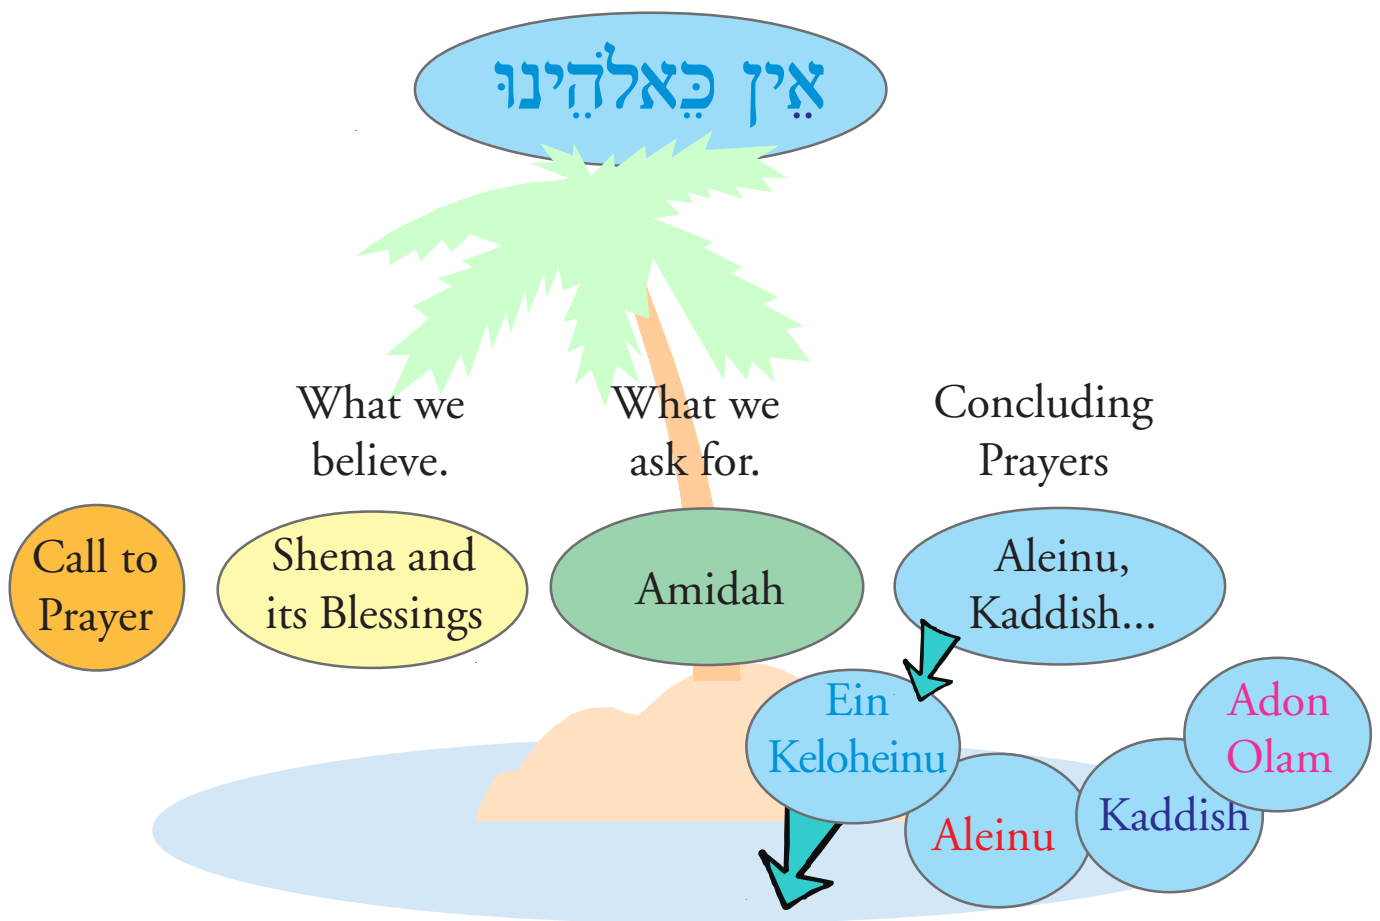 אֵין כֵּאלֹהֵינוּ
What we
believe.
What we
ask for.
Concluding
Prayers
Call to
Prayer
Shema and
its Blessings
Amidah
Aleinu,
Kaddish...
Ein
Keloheinu
Aleinu
Kaddish
Adon
Olam